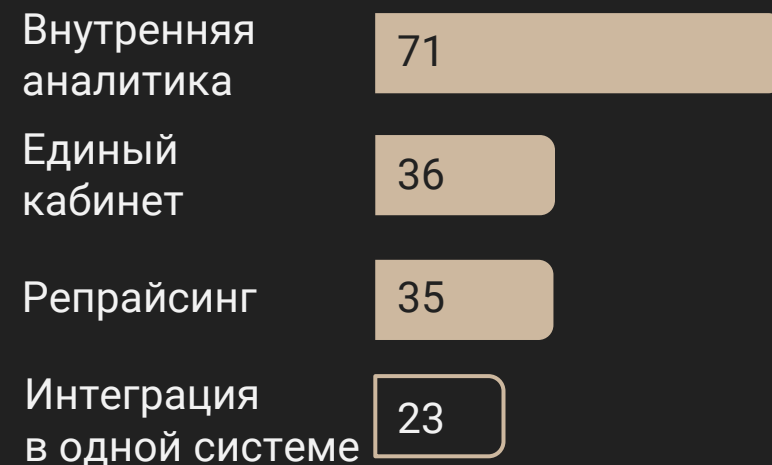 Внутренняя
аналитика
71
Единый
кабинет
36
Репрайсинг
35
Интеграция
в одной системе
23